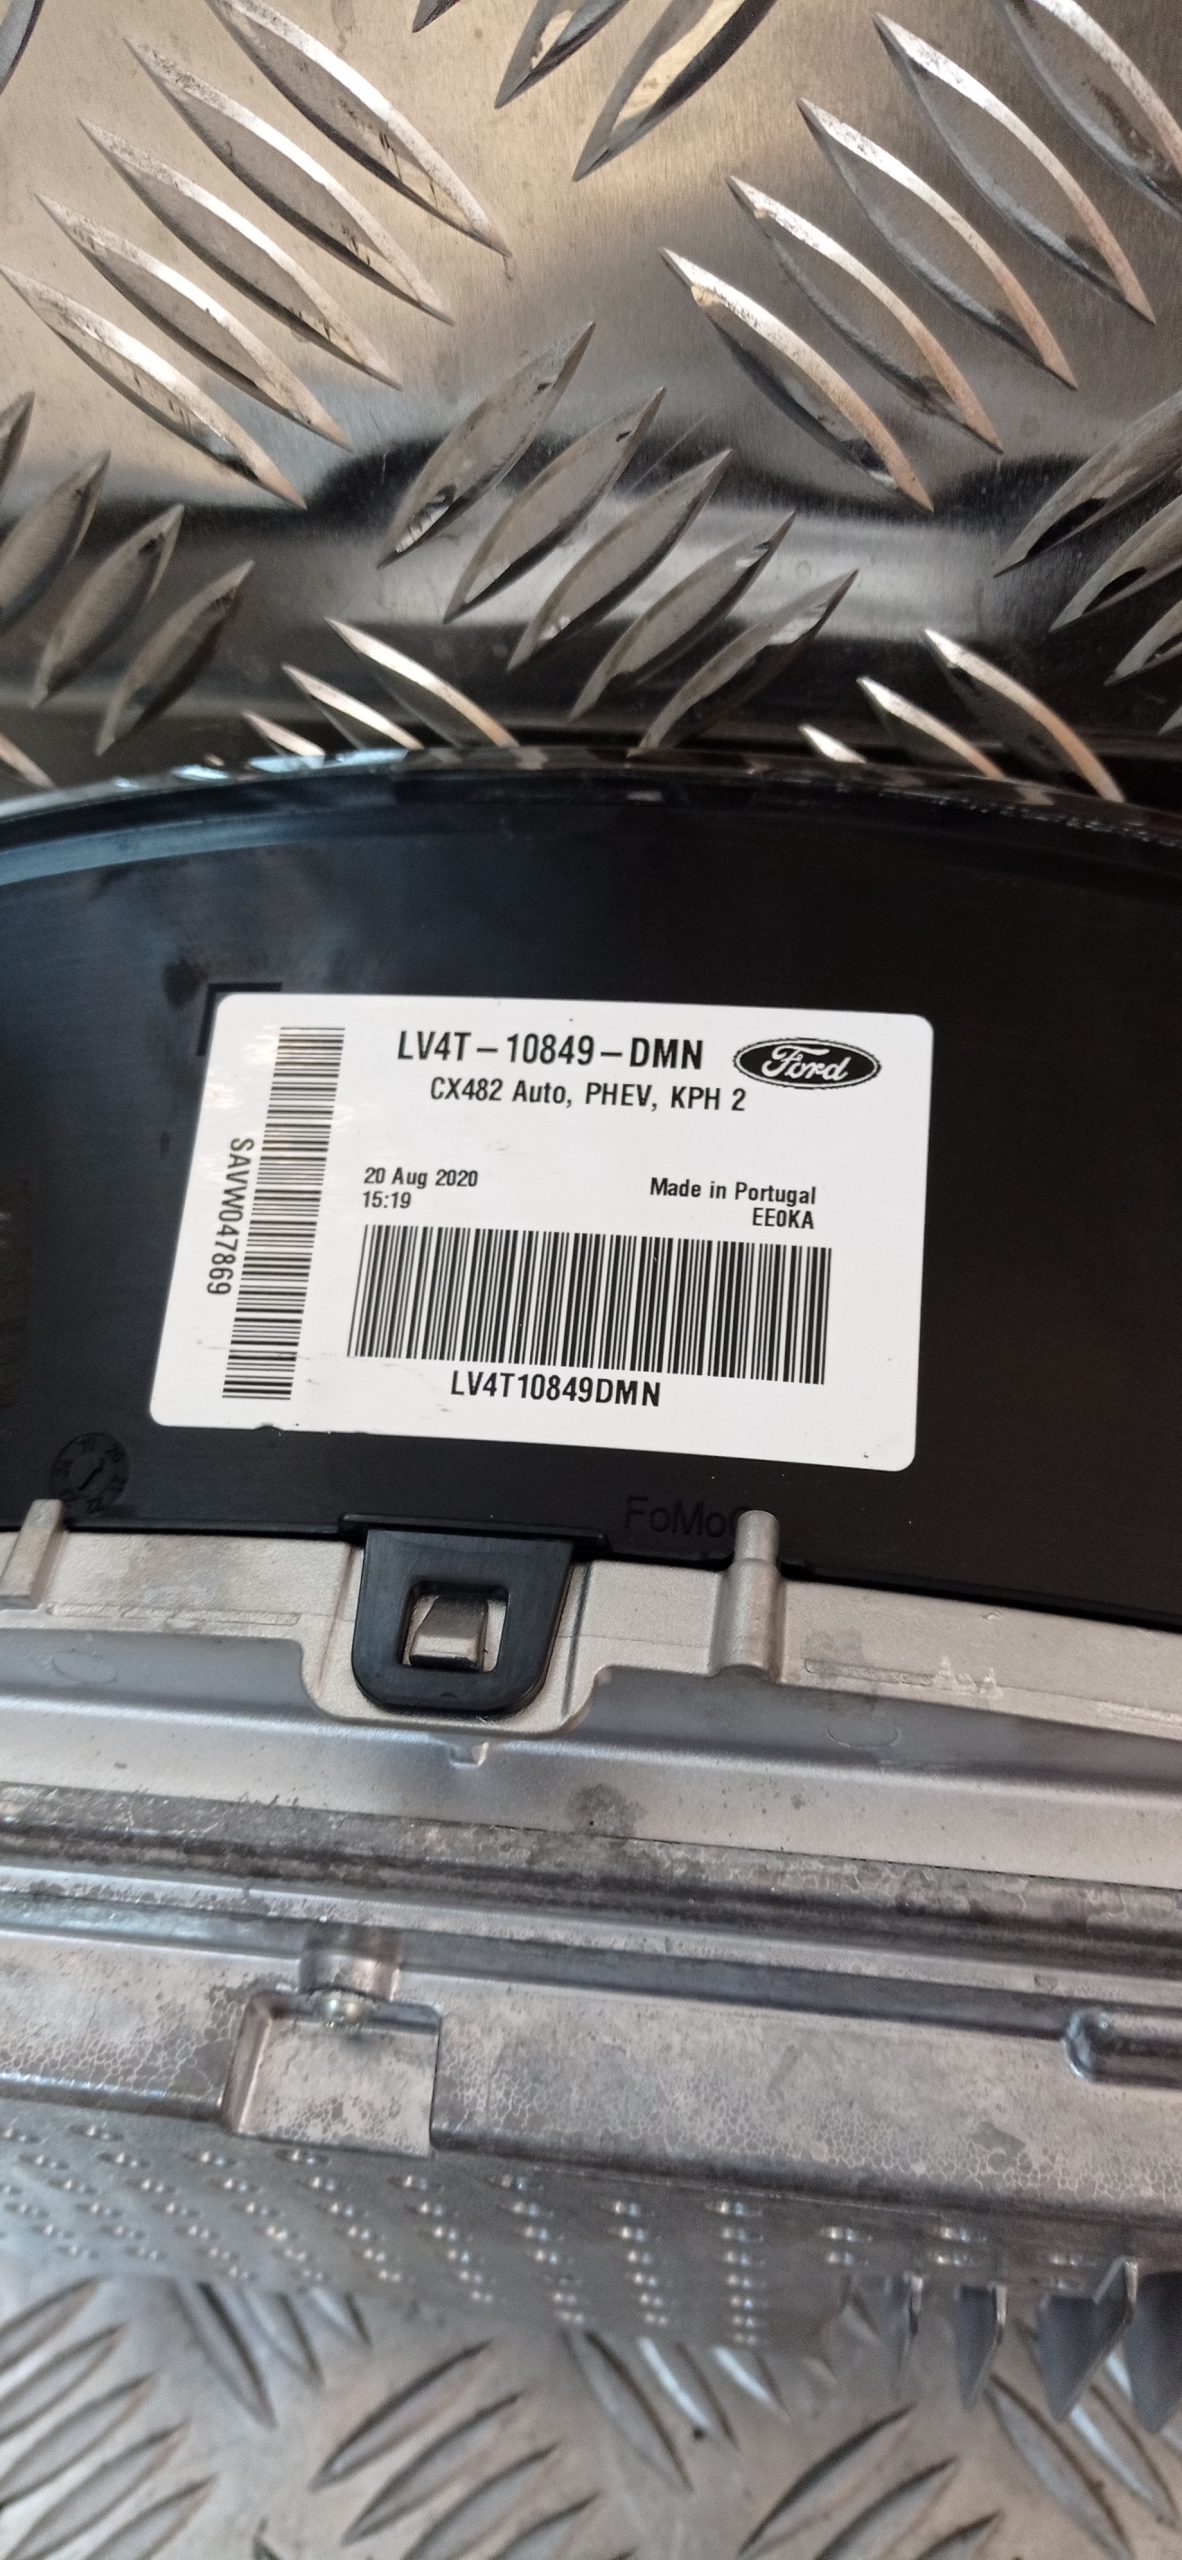 LV4T-10849-DMN
Ford
CX482 Auto, PHEV, KPH 2
20 Aug 2020
15:19
Made in Portugal
EE0KA
SAVW047869
LV4T10849DMN